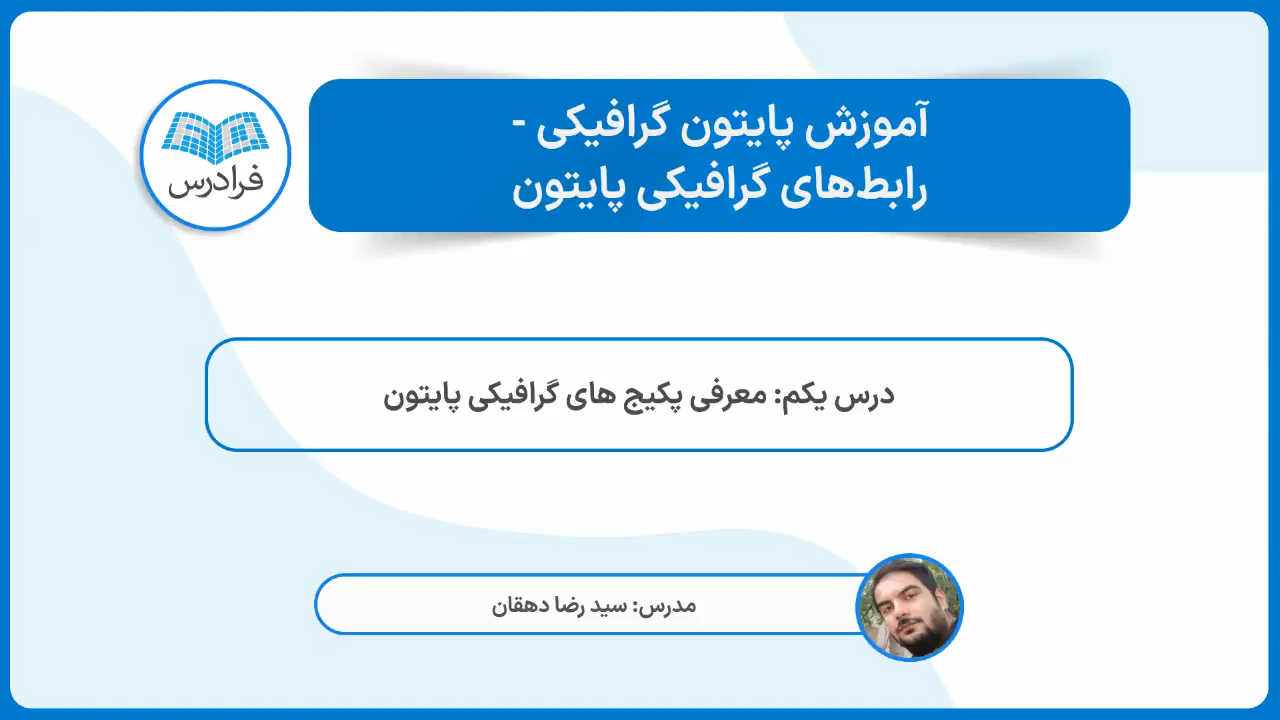 آموزش پایتون گرافیکی -
رابط‌های گرافیکی پایتون
فرادرس
درس یکم: معرفی پکیج های گرافیکی پایتون
مدرس: سید رضا دهقان